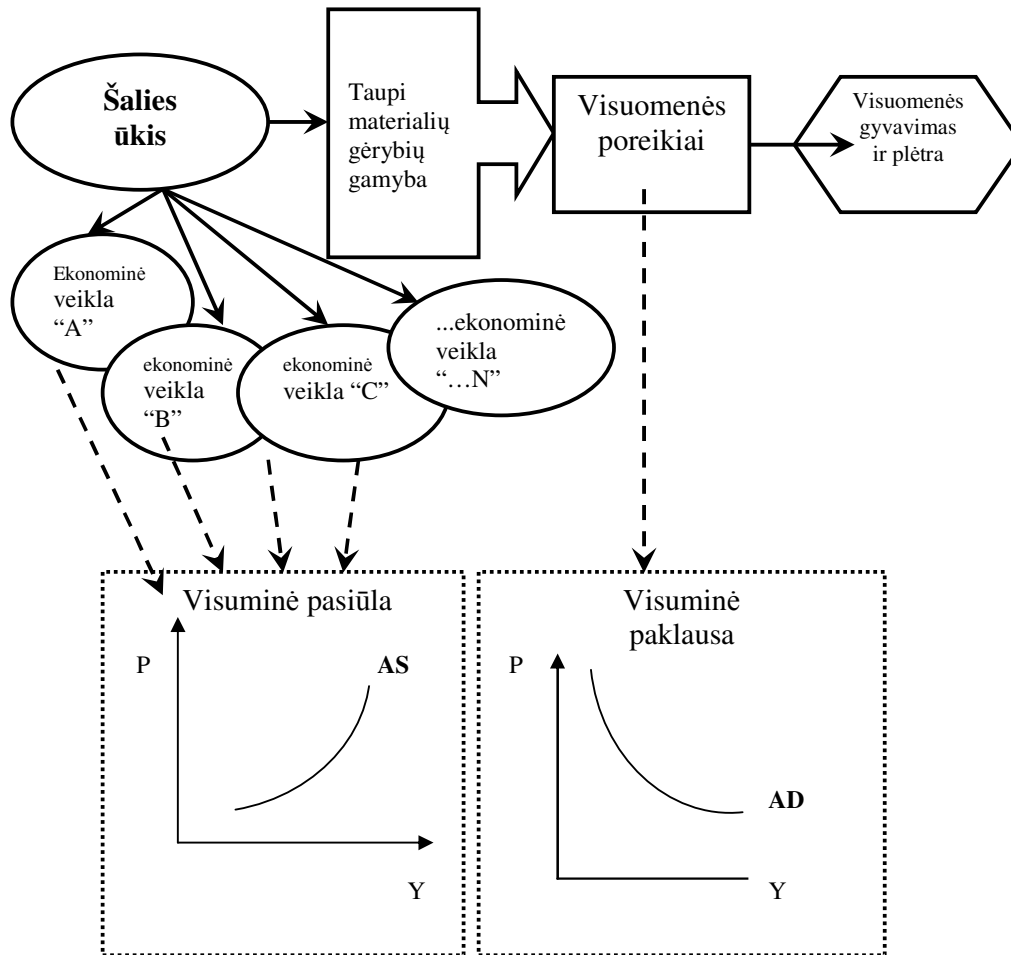 Šalies
ūkis
Taupi
materialių
gėrybių
gamyba
Visuomenės
poreikiai
Visuomenės
gyvavimas
ir plėtra
Ekonominė
veikla
“A”
ekonominė
veikla
“B”
ekonominė
veikla “C”
...ekonominė
veikla
“…N”
Visuminė pasiūla
P
AS
Y
Visuminė
paklausa
P
AD
Y